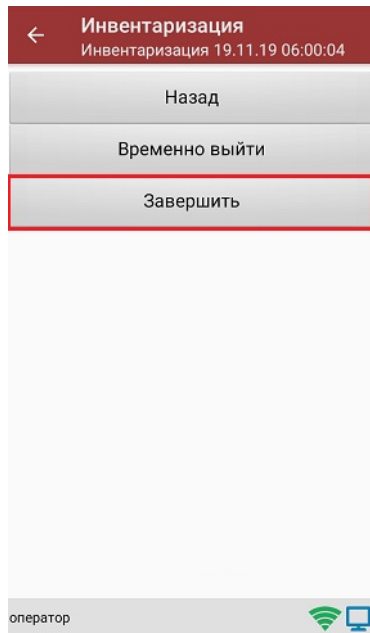 Инвентаризация
Инвентаризация 19.11.19 06:00:04
Назад
Временно выйти
Завершить
оператор